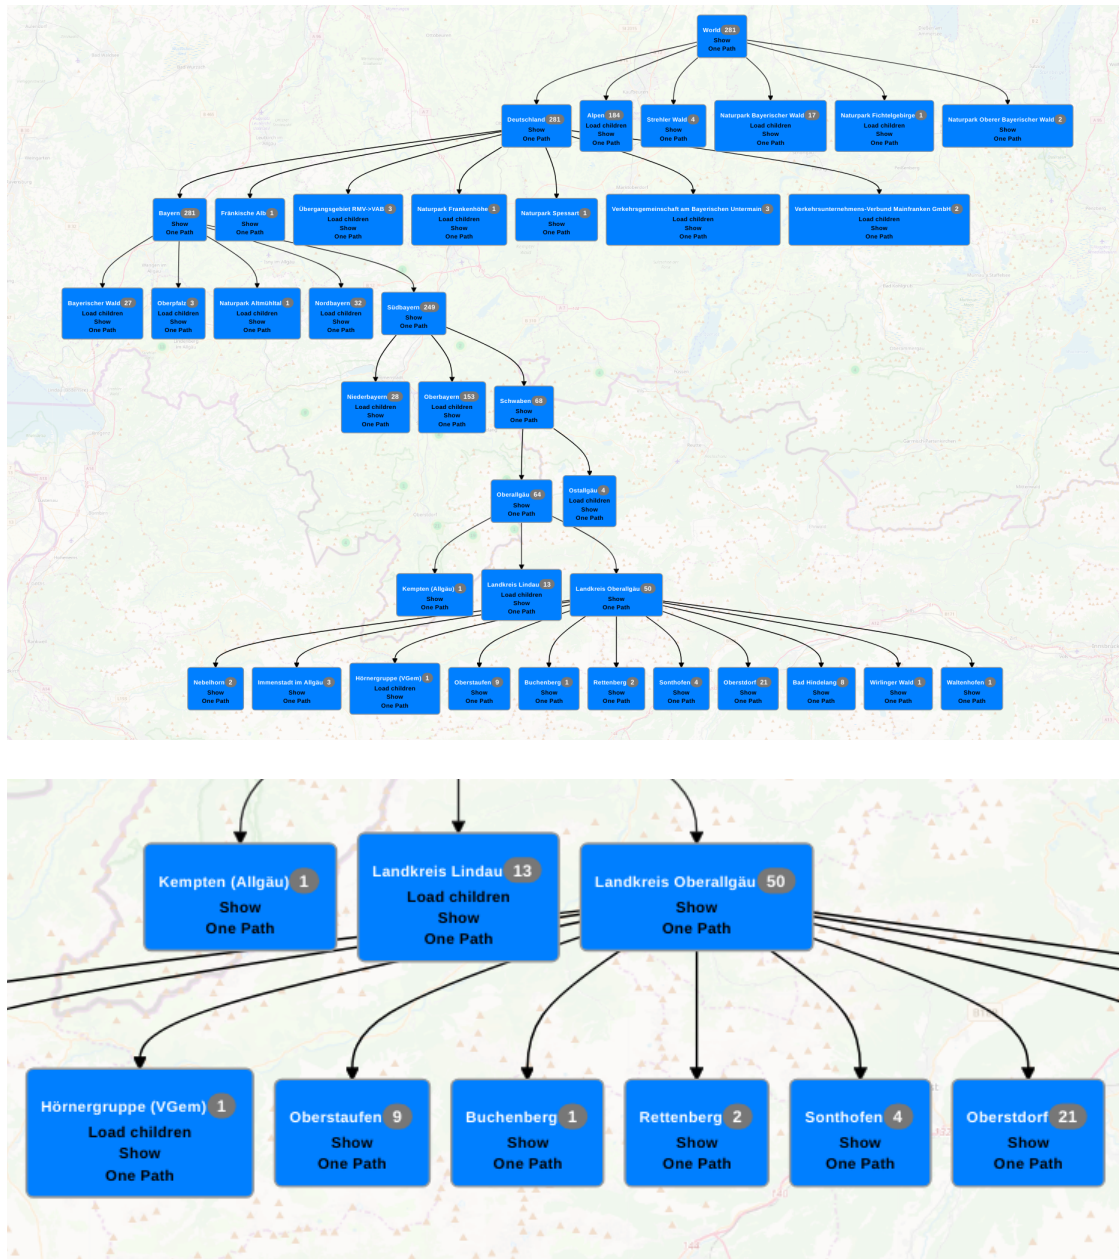 World 281
Show
One Path
Deutschland 281
Show
One Path
Alpen 184
Load children
Show
One Path
Strehler Wald 4
Show
One Path
Naturpark Bayerischer Wald 17
Load children
Show
One Path
Naturpark Fichtelgebirge 1
Load children
Show
One Path
Naturpark Oberer Bayerischer Wald 2
Show
One Path
Bayern 281
Show
One Path
Fränkische Alb 1
Show
One Path
Übergangsgebiet RMV->VAB 3
Load children
Show
One Path
Naturpark Frankenhöhe 1
Load children
Show
One Path
Naturpark Spessart 1
Show
One Path
Verkehrsgemeinschaft am Bayerischen Untermain 3
Load children
Show
One Path
Verkehrsunternehmens-Verbund Mainfranken GmbH 2
Load children
Show
One Path
Bayerischer Wald 27
Load children
Show
One Path
Oberpfalz 3
Load children
Show
One Path
Naturpark Altmühltal 1
Load children
Show
One Path
Nordbayern 32
Load children
Show
One Path
Südbayern 249
Show
One Path
Niederbayern 28
Load children
Show
One Path
Oberbayern 153
Load children
Show
One Path
Schwaben 68
Show
One Path
Oberallgäu 64
Show
One Path
Ostallgäu 4
Load children
Show
One Path
Kempten (Allgäu) 1
Show
One Path
Landkreis Lindau 13
Load children
Show
One Path
Landkreis Oberallgäu 50
Show
One Path
Nebelhorn 2
Show
One Path
Immenstadt im Allgäu 3
Show
One Path
Hörnergruppe (VGem) 1
Load children
Show
One Path
Oberstaufen 9
Show
One Path
Buchenberg 1
Show
One Path
Rettenberg 2
Show
One Path
Sonthofen 4
Show
One Path
Oberstdorf 21
Show
One Path
Bad Hindelang 8
Show
One Path
Wirlinger Wald 1
Show
One Path
Waltenhofen 1
Show
One Path
Kempten (Allgäu) 1
Show
One Path
Landkreis Lindau 13
Load children
Show
One Path
Landkreis Oberallgäu 50
Show
One Path
Hörnergruppe (VGem) 1
Load children
Show
One Path
Oberstaufen 9
Show
One Path
Buchenberg 1
Show
One Path
Rettenberg 2
Show
One Path
Sonthofen 4
Show
One Path
Oberstdorf 21
Show
One Path